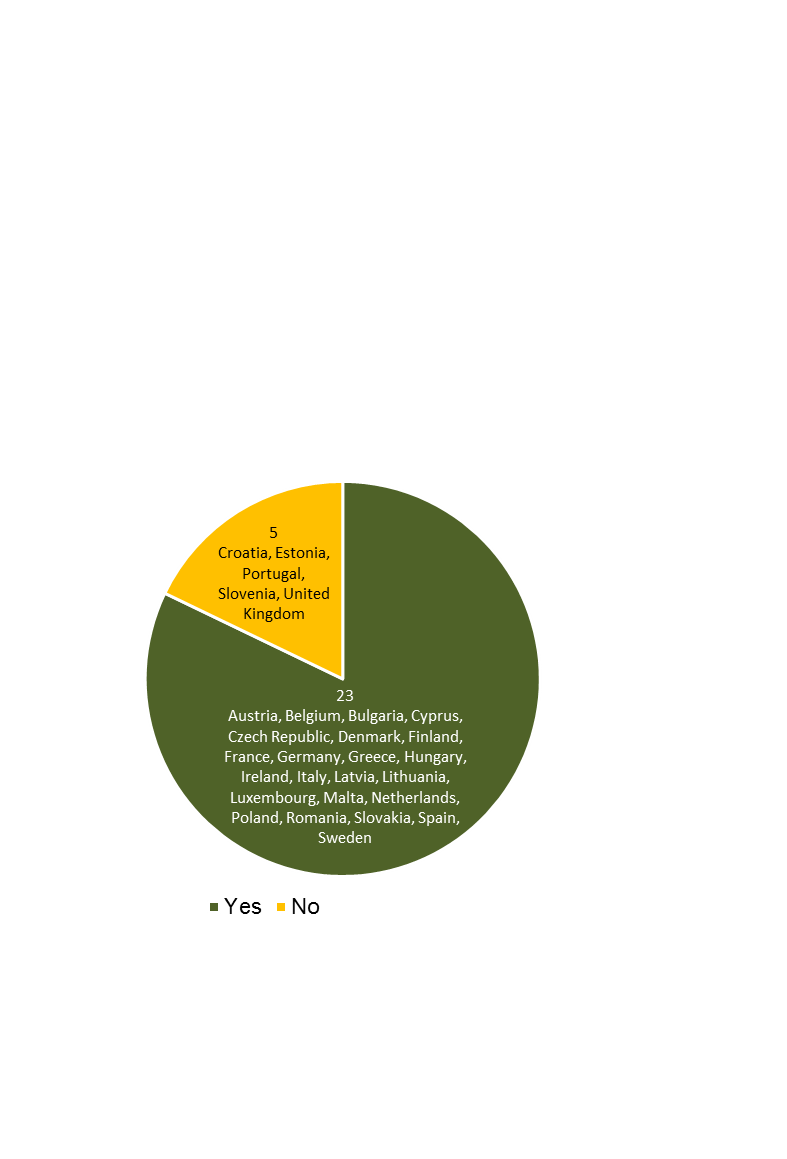 5
Croatia, Estonia,
Portugal,
Slovenia, United
Kingdom
23
Austria, Belgium, Bulgaria, Cyprus,
Czech Republic, Denmark, Finland,
France, Germany, Greece, Hungary,
Ireland, Italy, Latvia, Lithuania,
Luxembourg, Malta, Netherlands,
Poland, Romania, Slovakia, Spain,
Sweden
Yes No